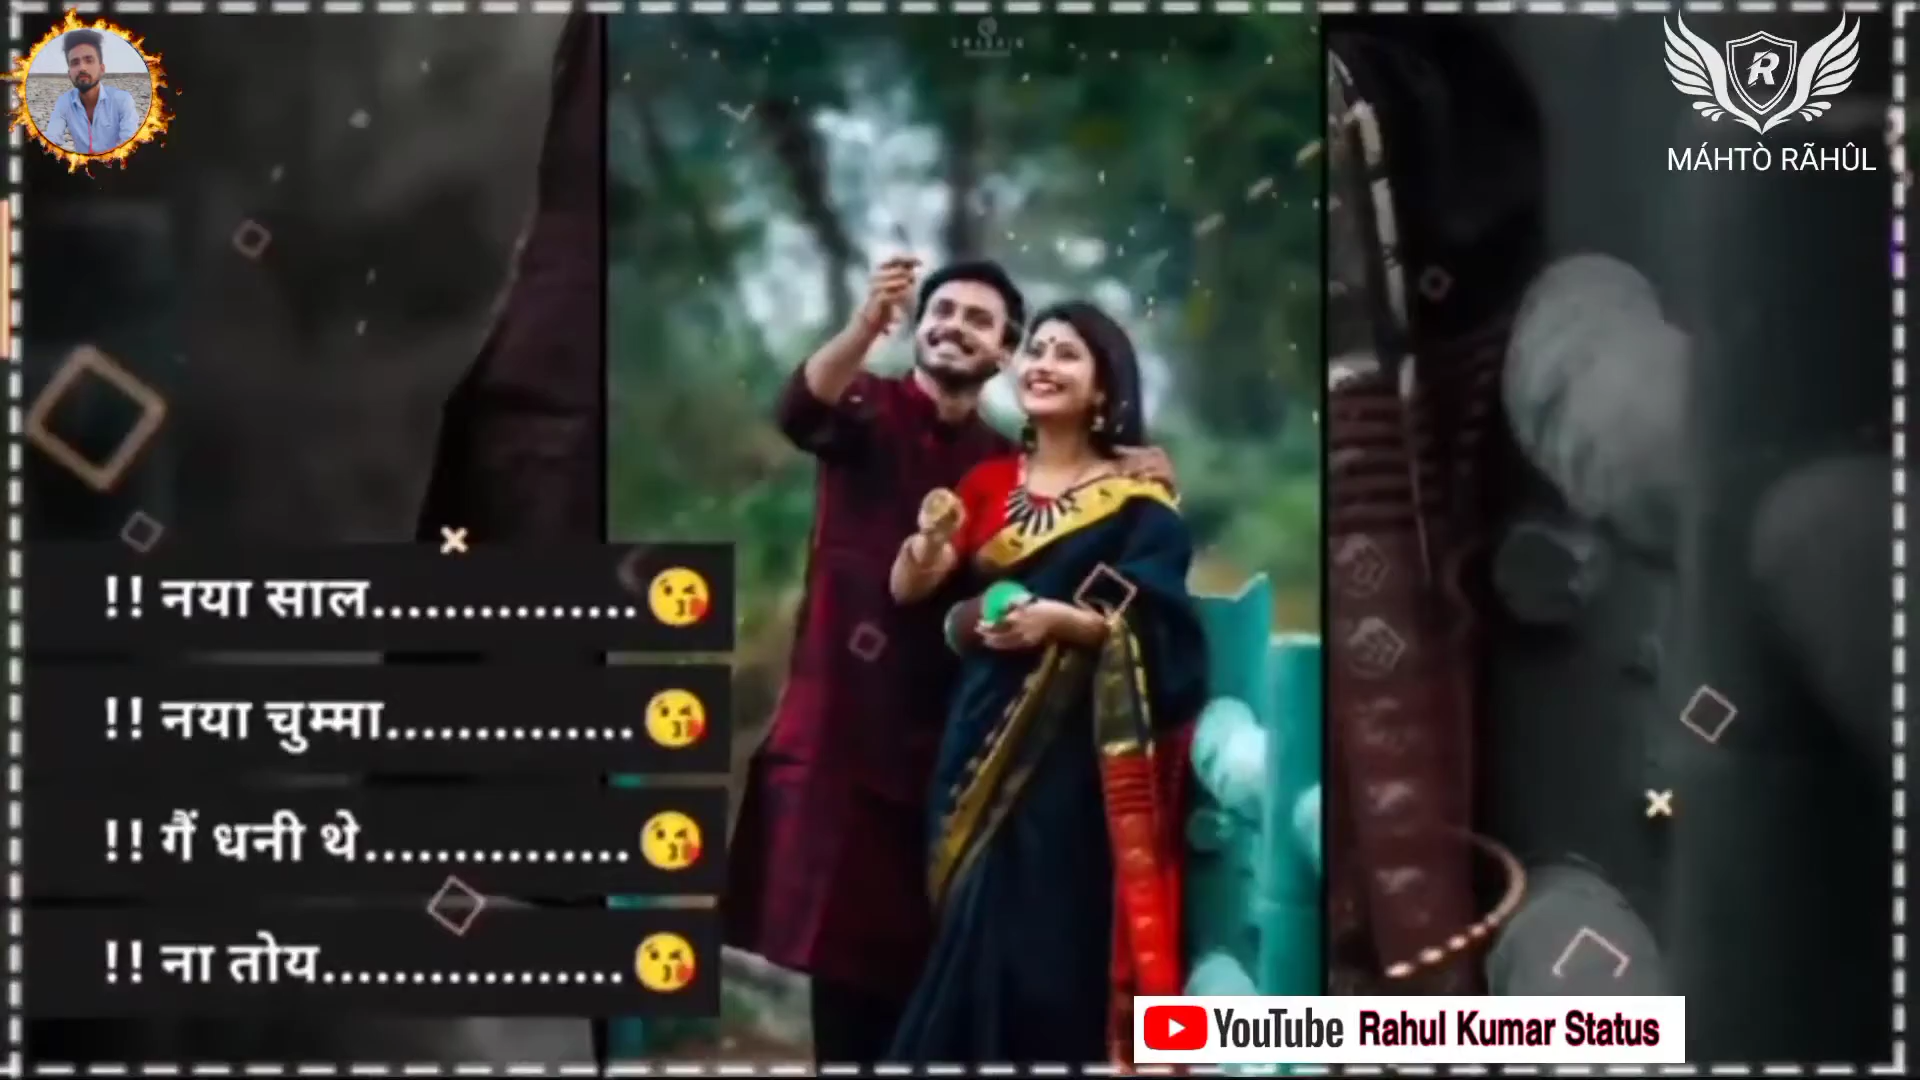 MÁHTÒ RÃHÛL
!! नया साल...............😘
!! नया चुम्मा..............😘
!! गैं धनी थे...............😘
!! ना तोय.................😘
YouTube Rahul Kumar Status